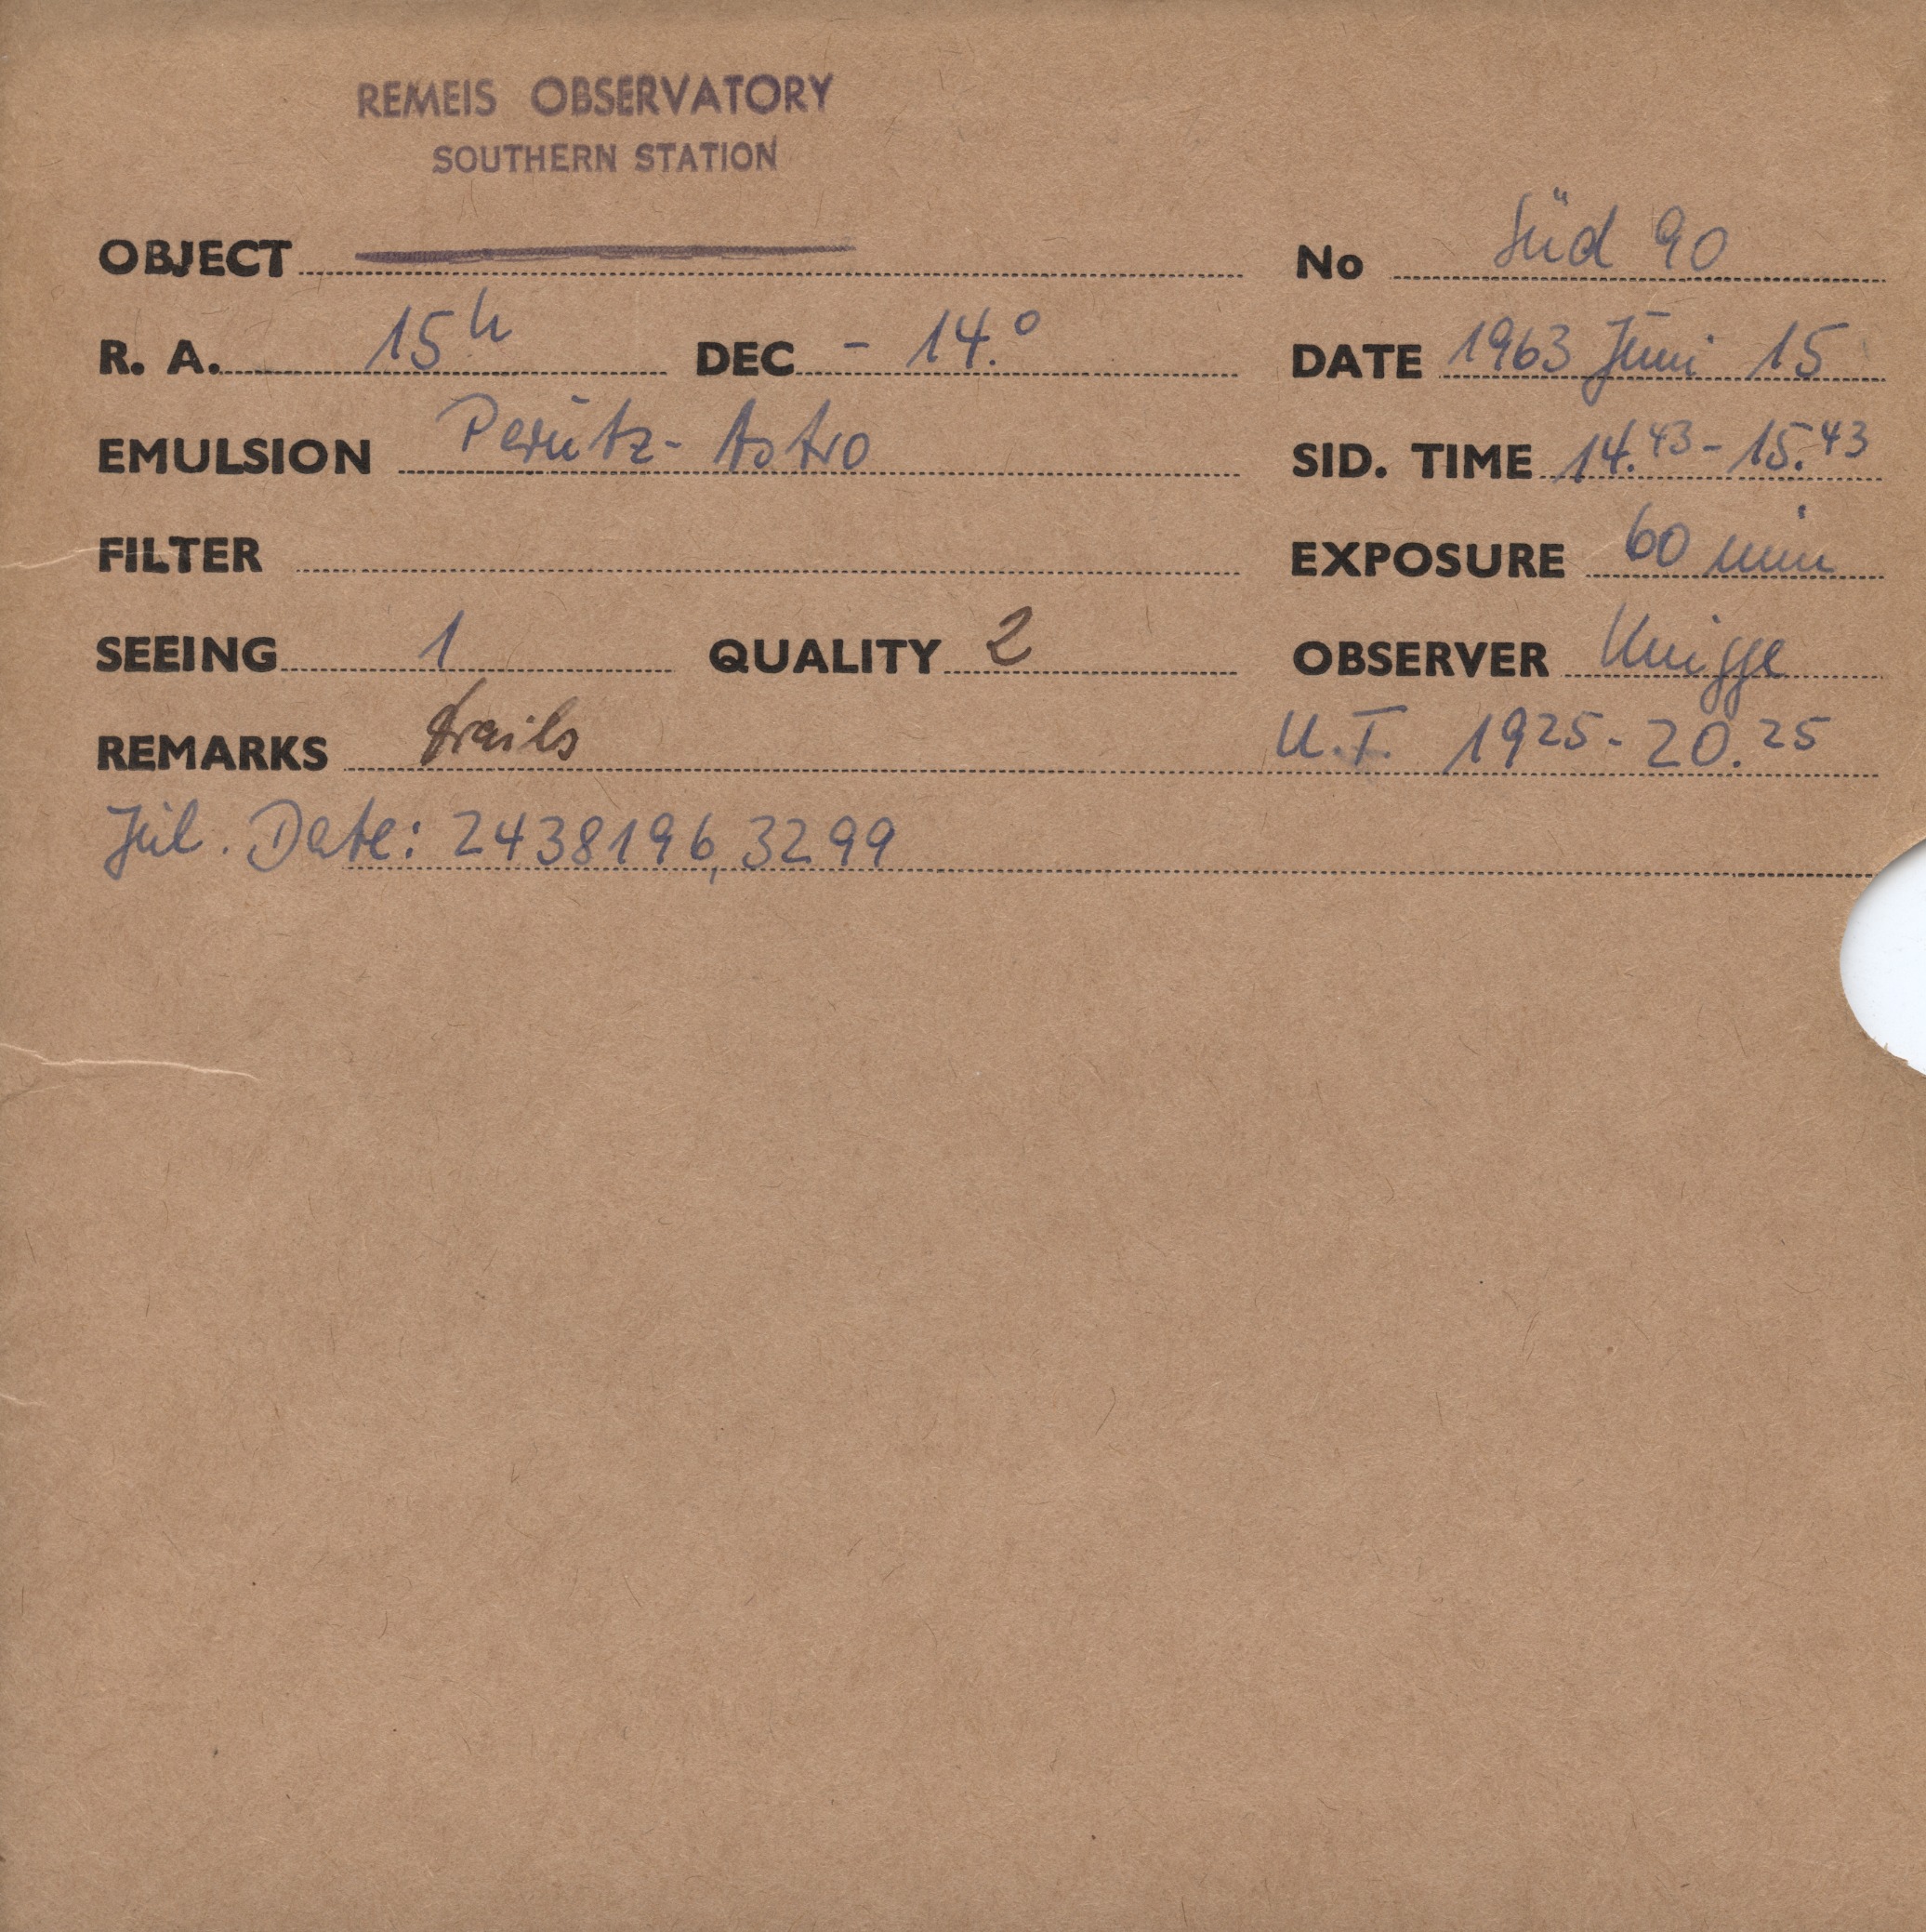 REMEIS OBSERVATORY
SOUTHERN STATION
OBJECT No Süd 90
R. A. 15h DEC - 14.° DATE 1963 Juni 15
EMULSION Perutz-Astro SID. TIME 14.43-15.43
FILTER EXPOSURE 60 min
SEEING 1 QUALITY 2 OBSERVER Knigge
REMARKS trails U.T. 1925-20.25
Jul. Date: 2438196,3299